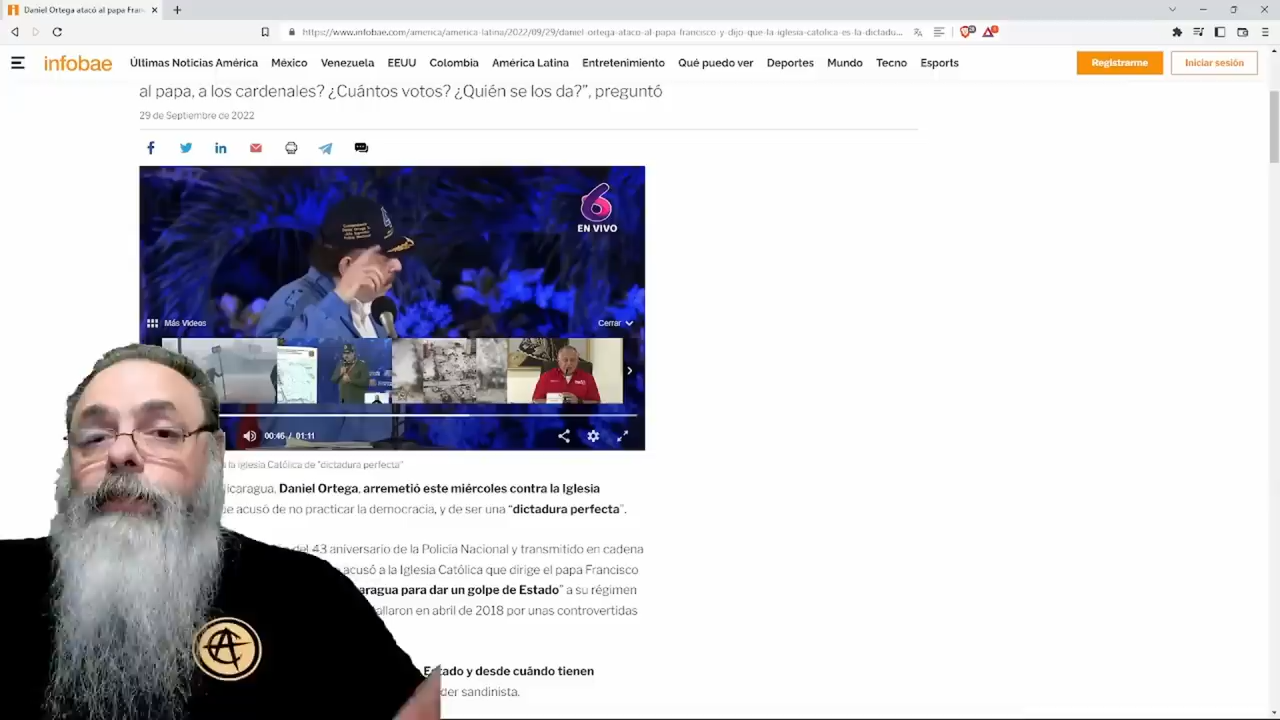 Daniel Ortega atacó al papa Fran
https://www.infobae.com/america/america-latina/2022/09/29/daniel-ortega-ataco-al-papa-francisco-y-dijo-que-la-iglesia-catolica-es-la-dictadu...
infobae
Últimas Noticias América México Venezuela EEUU Colombia América Latina Entretenimiento Qué puedo ver Deportes Mundo Tecno Esports
Registrarme
Iniciar sesión
al papa, a los cardenales? ¿Cuántos votos? ¿Quién se los da?”, preguntó
29 de Septiembre de 2022
6
EN VIVO
Más Videos
Cerrar
00:46 / 01:11
la Iglesia Católica de "dictadura perfecta"
icaragua, Daniel Ortega, arremetió este miércoles contra la Iglesia
e acusó de no practicar la democracia, y de ser una “dictadura perfecta”.
del 43 aniversario de la Policía Nacional y transmitido en cadena
acusó a la Iglesia Católica que dirige el papa Francisco
aragua para dar un golpe de Estado” a su régimen
allaron en abril de 2018 por unas controvertidas
Estado y desde cuándo tienen
der sandinista.